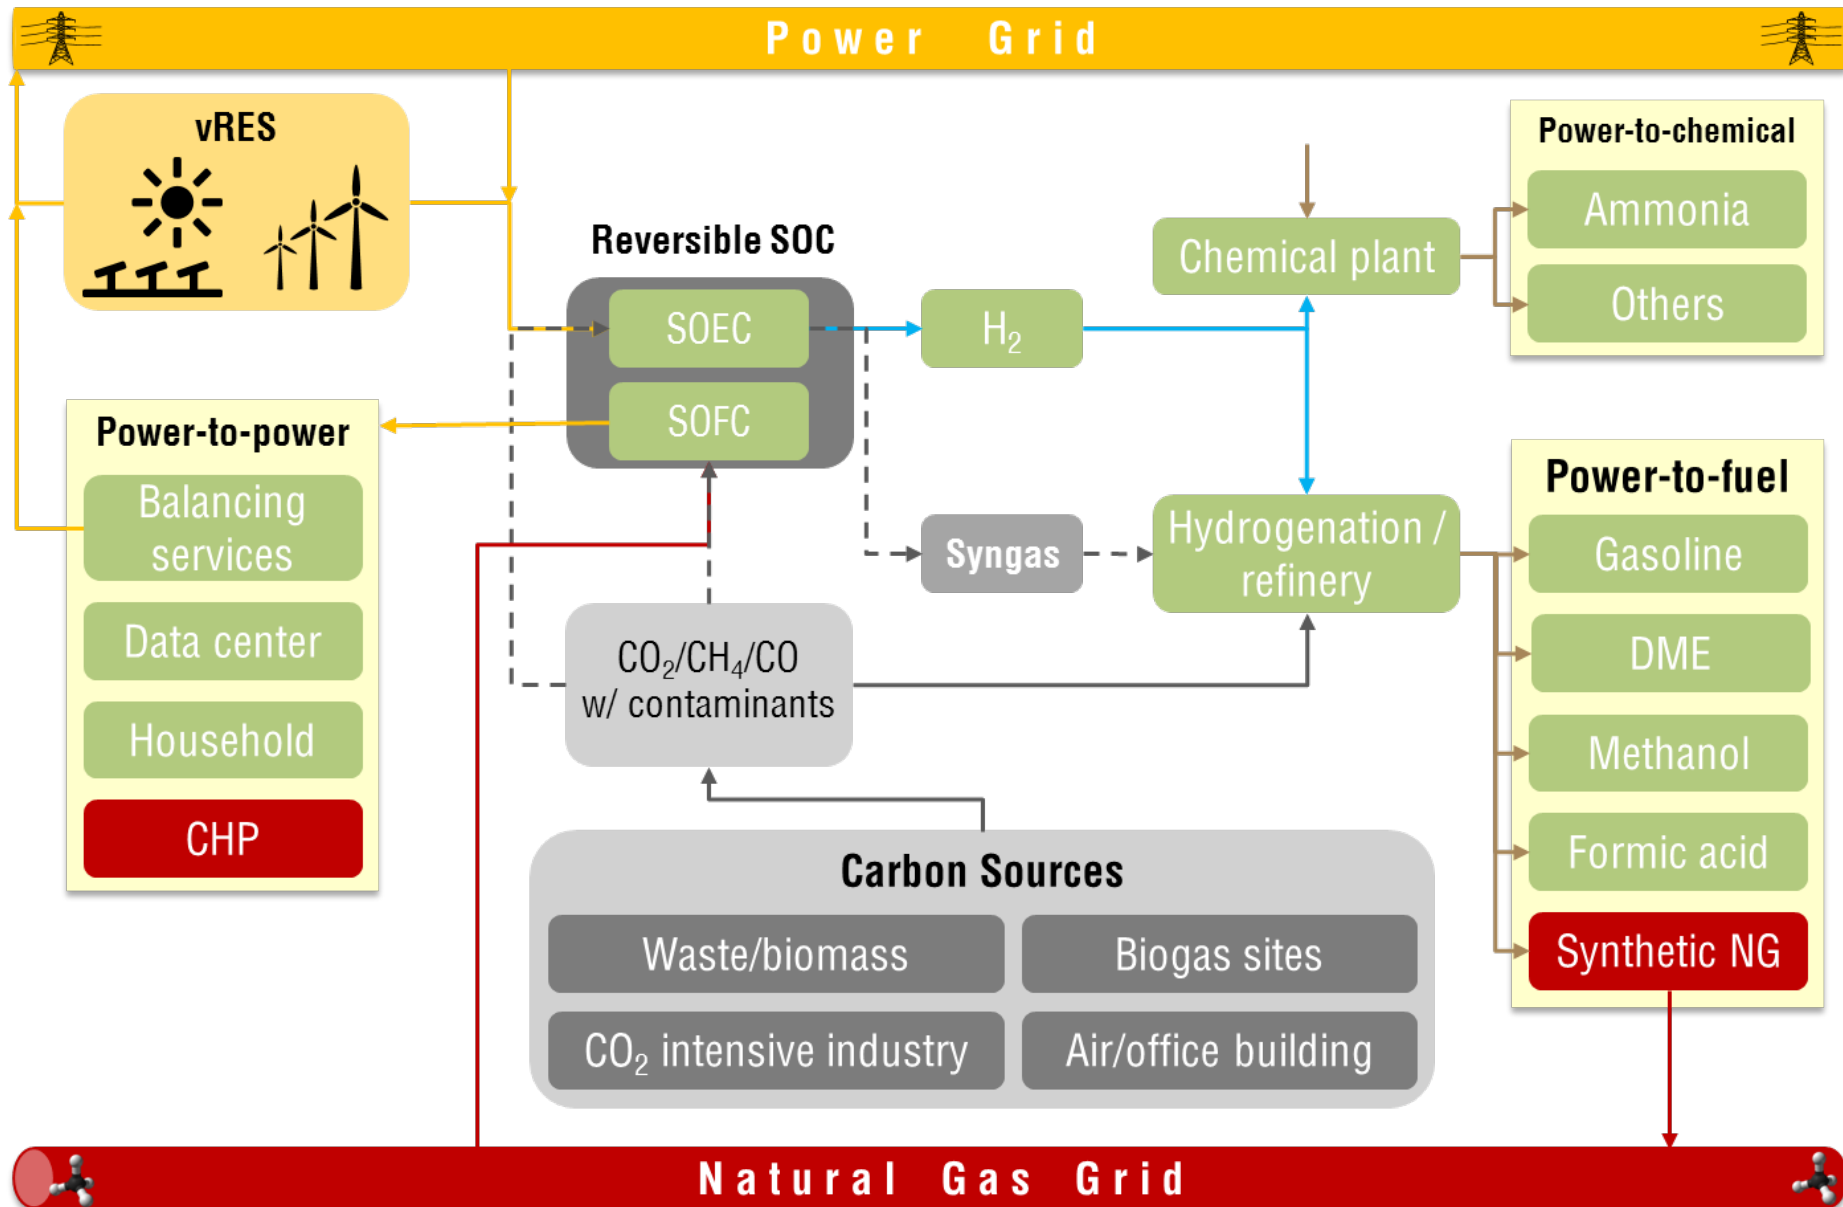 Power Grid
vRES
Power-to-chemical
Ammonia
Others
Chemical plant
Reversible SOC
SOEC
SOFC
H₂
Power-to-power
Balancing
services
Data center
Household
CHP
Syngas
Hydrogenation /
refinery
Power-to-fuel
Gasoline
DME
Methanol
Formic acid
Synthetic NG
CO₂/CH₄/CO
w/ contaminants
Carbon Sources
Waste/biomass
Biogas sites
CO₂ intensive industry
Air/office building
Natural Gas Grid